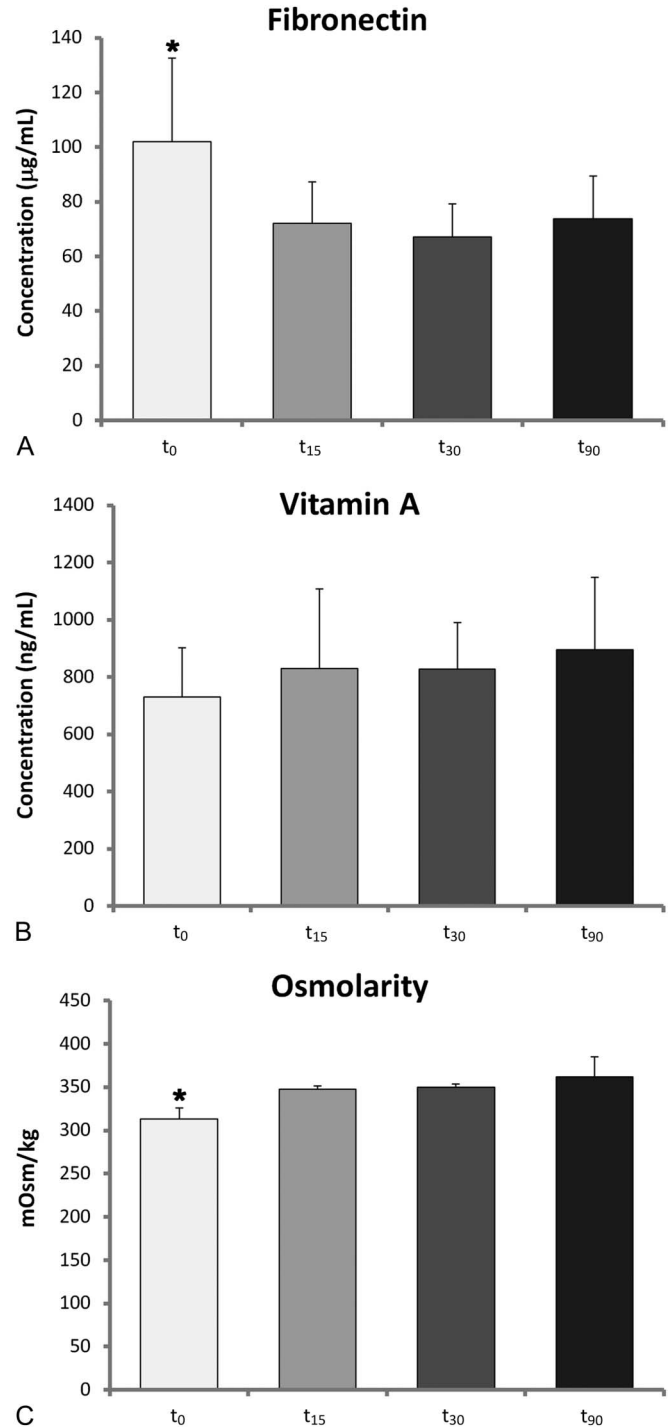 Fibronectin
140
*
120
100
80
60
40
20
0
Concentration (µg/mL)
A
t₀ t₁₅ t₃₀ t₉₀
Vitamin A
1400
1200
1000
800
600
400
200
0
Concentration (ng/mL)
B
t₀ t₁₅ t₃₀ t₉₀
Osmolarity
450
400
350
*
300
250
200
150
100
50
0
mOsm/kg
C
t₀ t₁₅ t₃₀ t₉₀